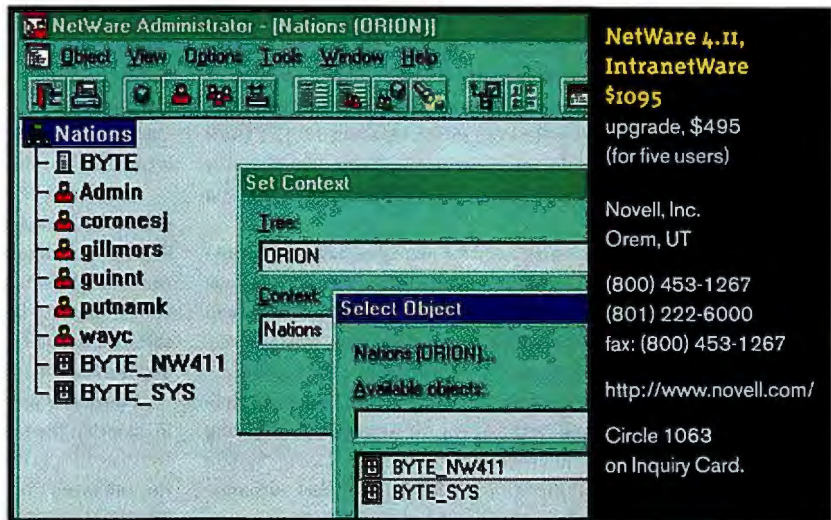 NetWare Administrator - [Nations (ORION)]
Object View Options Tools Window Help
Nations
BYTE
Admin
coronesj
gillmors
guinnt
putnamk
wayc
BYTE_NW411
BYTE_SYS
Set Context
Tree:
ORION
Context:
Nations
Select Object
Nations (ORION)...
Available objects:
BYTE_NW411
BYTE_SYS
NetWare 4.11,
IntranetWare
$1095
upgrade, $495
(for five users)
Novell, Inc.
Orem, UT
(800) 453-1267
(801) 222-6000
fax: (800) 453-1267
http://www.novell.com/
Circle 1063
on Inquiry Card.